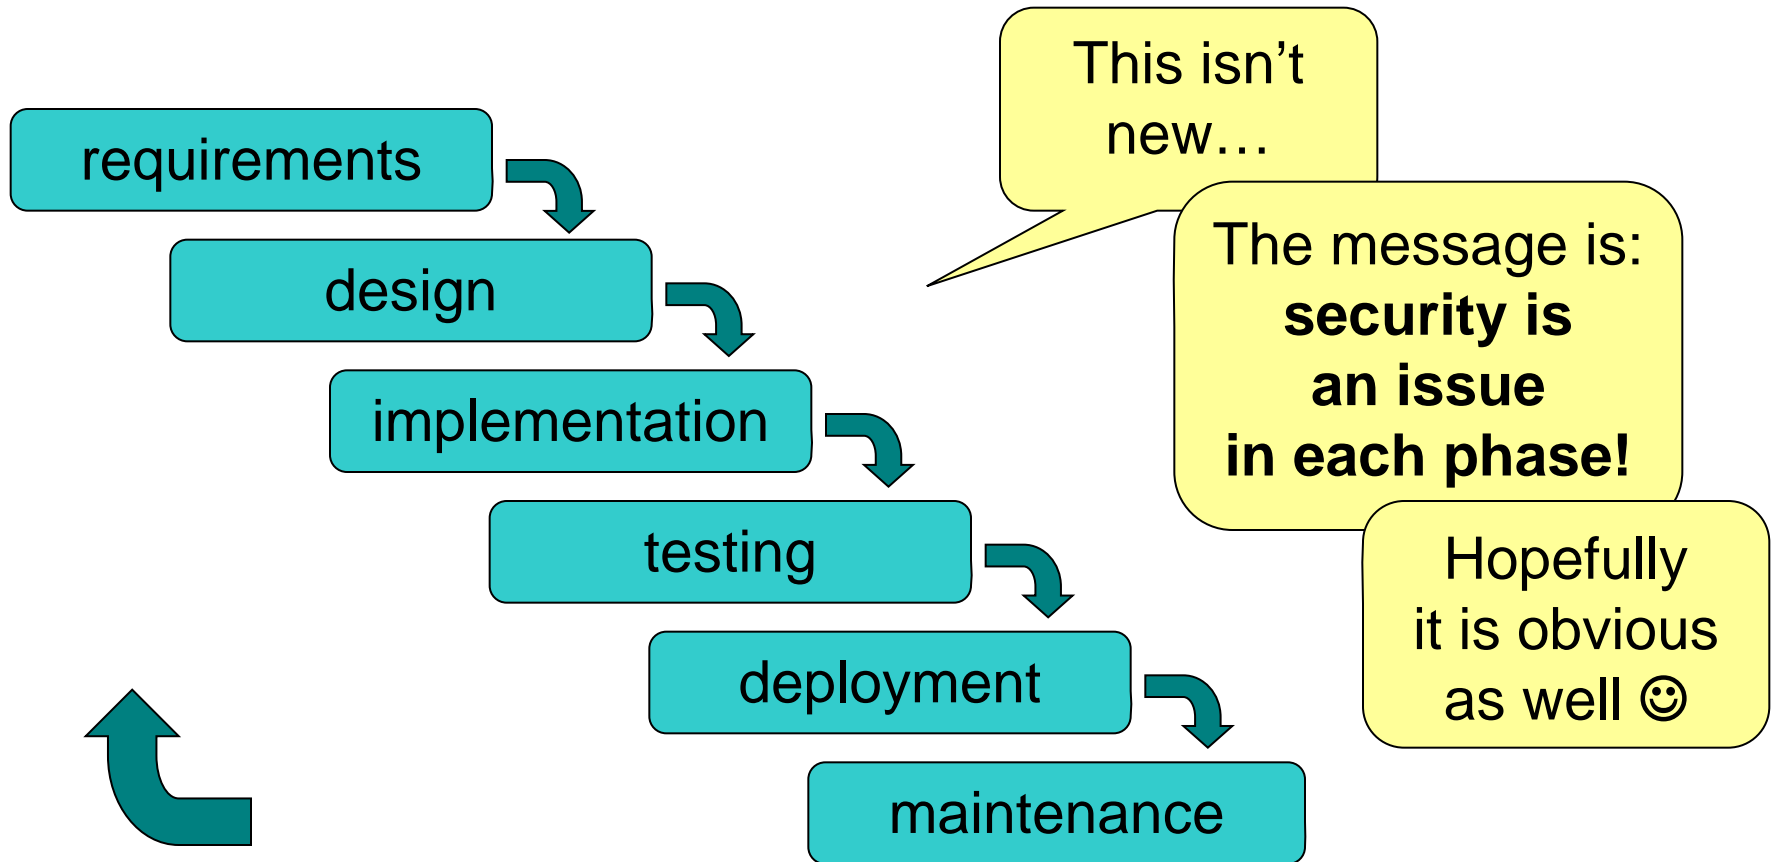 requirements
design
implementation
testing
deployment
maintenance
This isn’t
new…
The message is:
security is
an issue
in each phase!
Hopefully
it is obvious
as well ☺